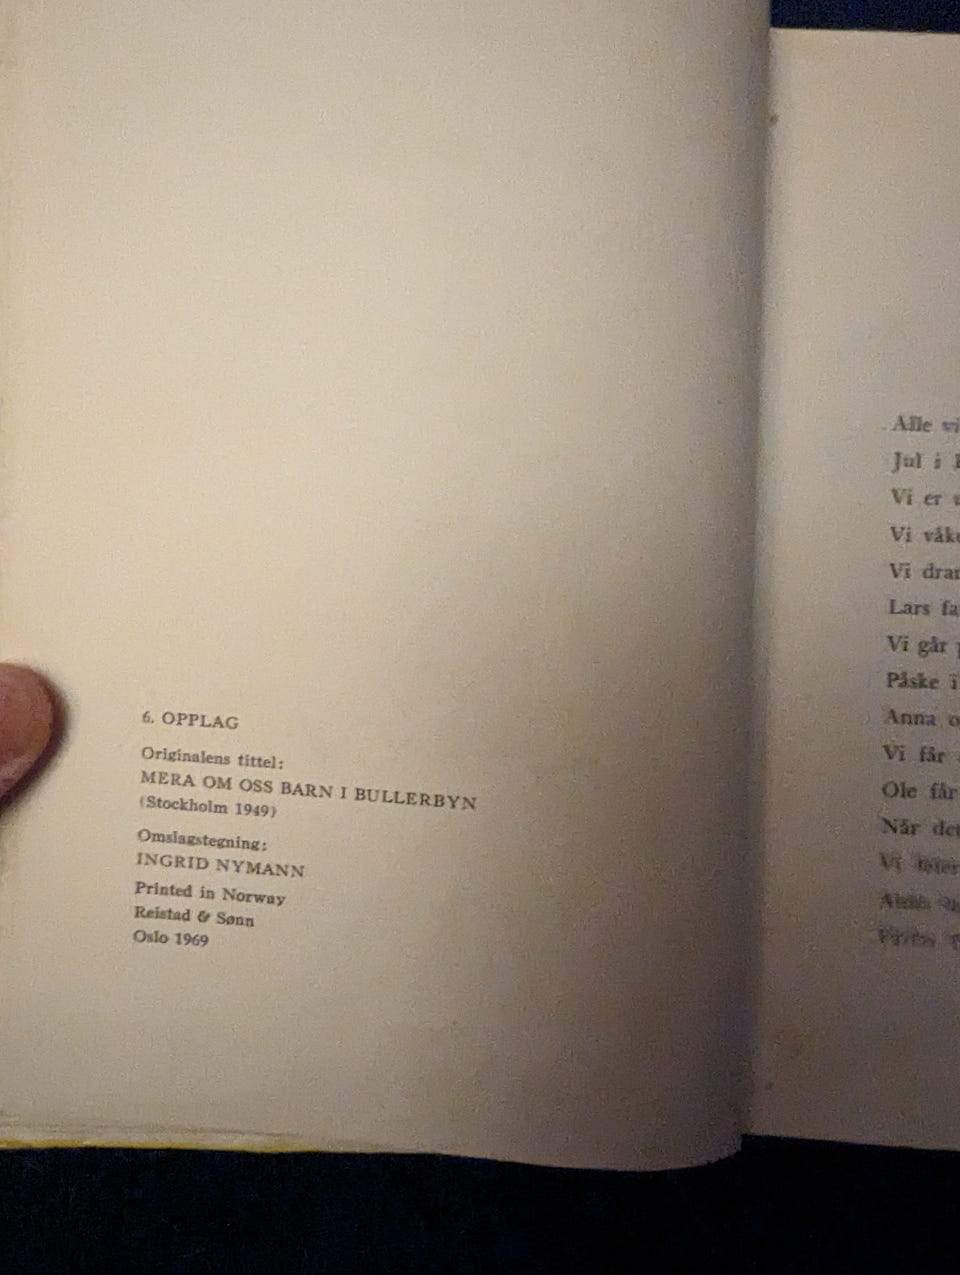 6. OPPLAG
Originalens tittel:
MERA OM OSS BARN I BULLERBYN
(Stockholm 1949)
Omslagstegning:
INGRID NYMANN
Printed in Norway
Reistad & Sønn
Oslo 1969
Alle
Jul i
Vi er
Vi
Vi
Lars
Vi går
Påske i
Anna
Vi får
Ole får
Når
Vi